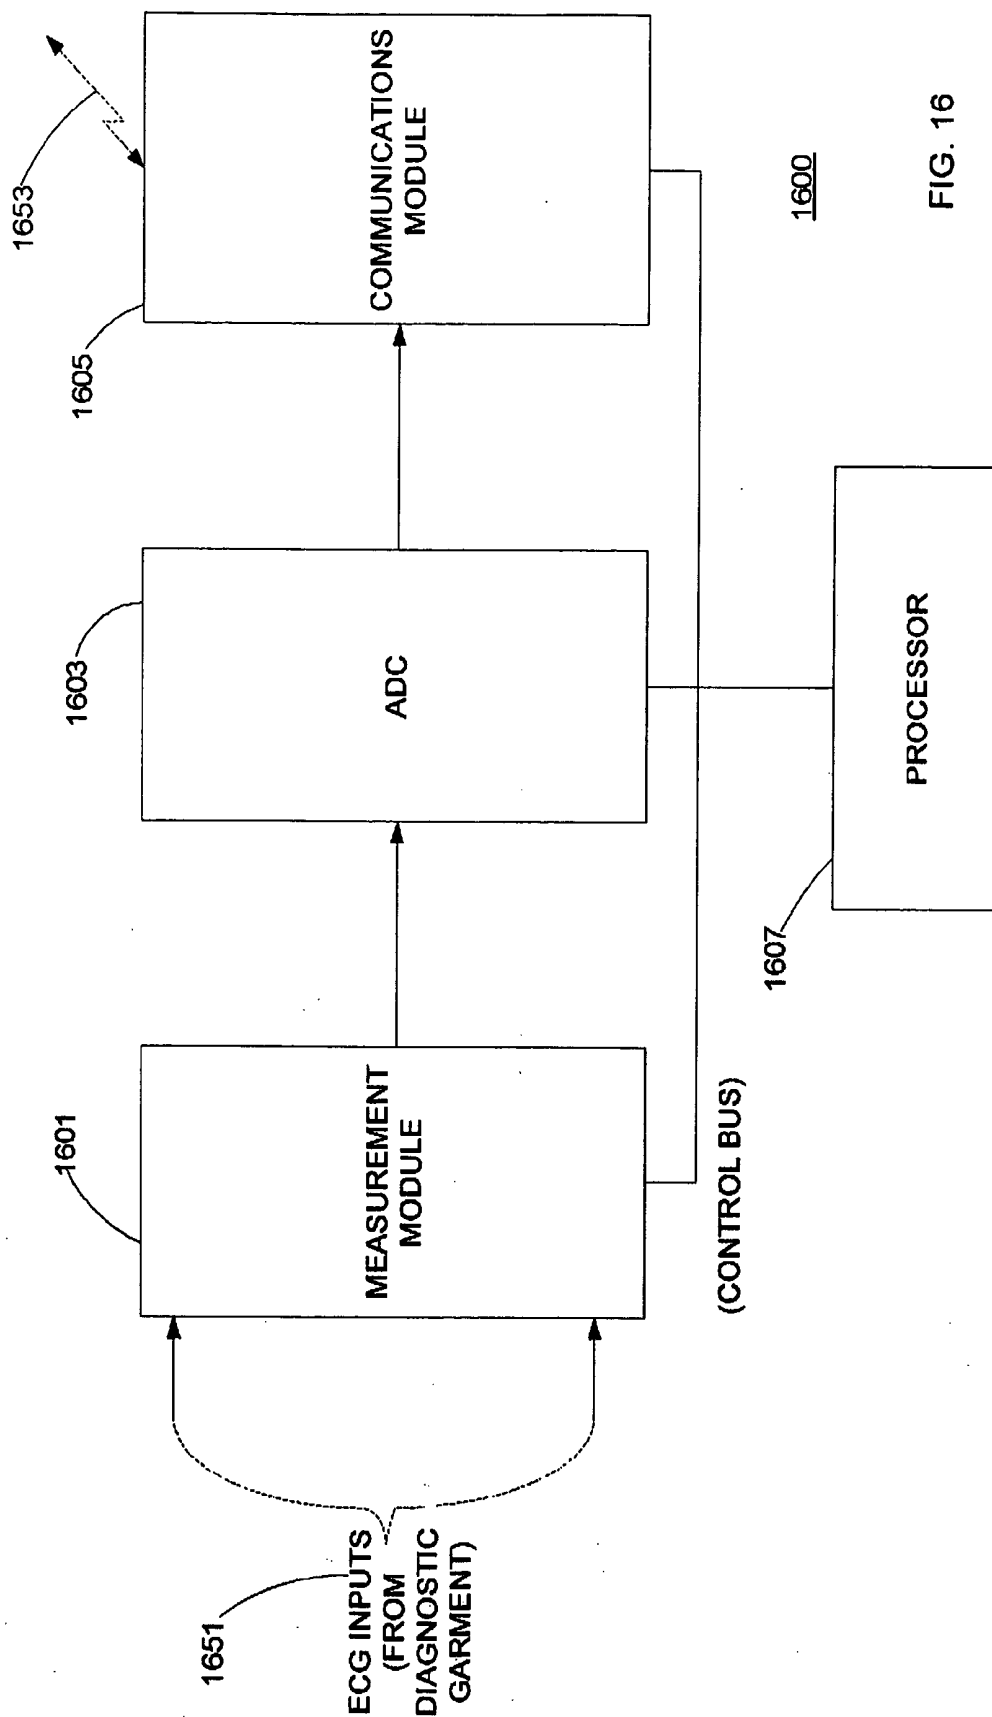 1653
1605
COMMUNICATIONS
MODULE
1603
ADC
1601
MEASUREMENT
MODULE
1651
ECG INPUTS
(FROM
DIAGNOSTIC
GARMENT)
(CONTROL BUS)
1607
PROCESSOR
1600
FIG. 16